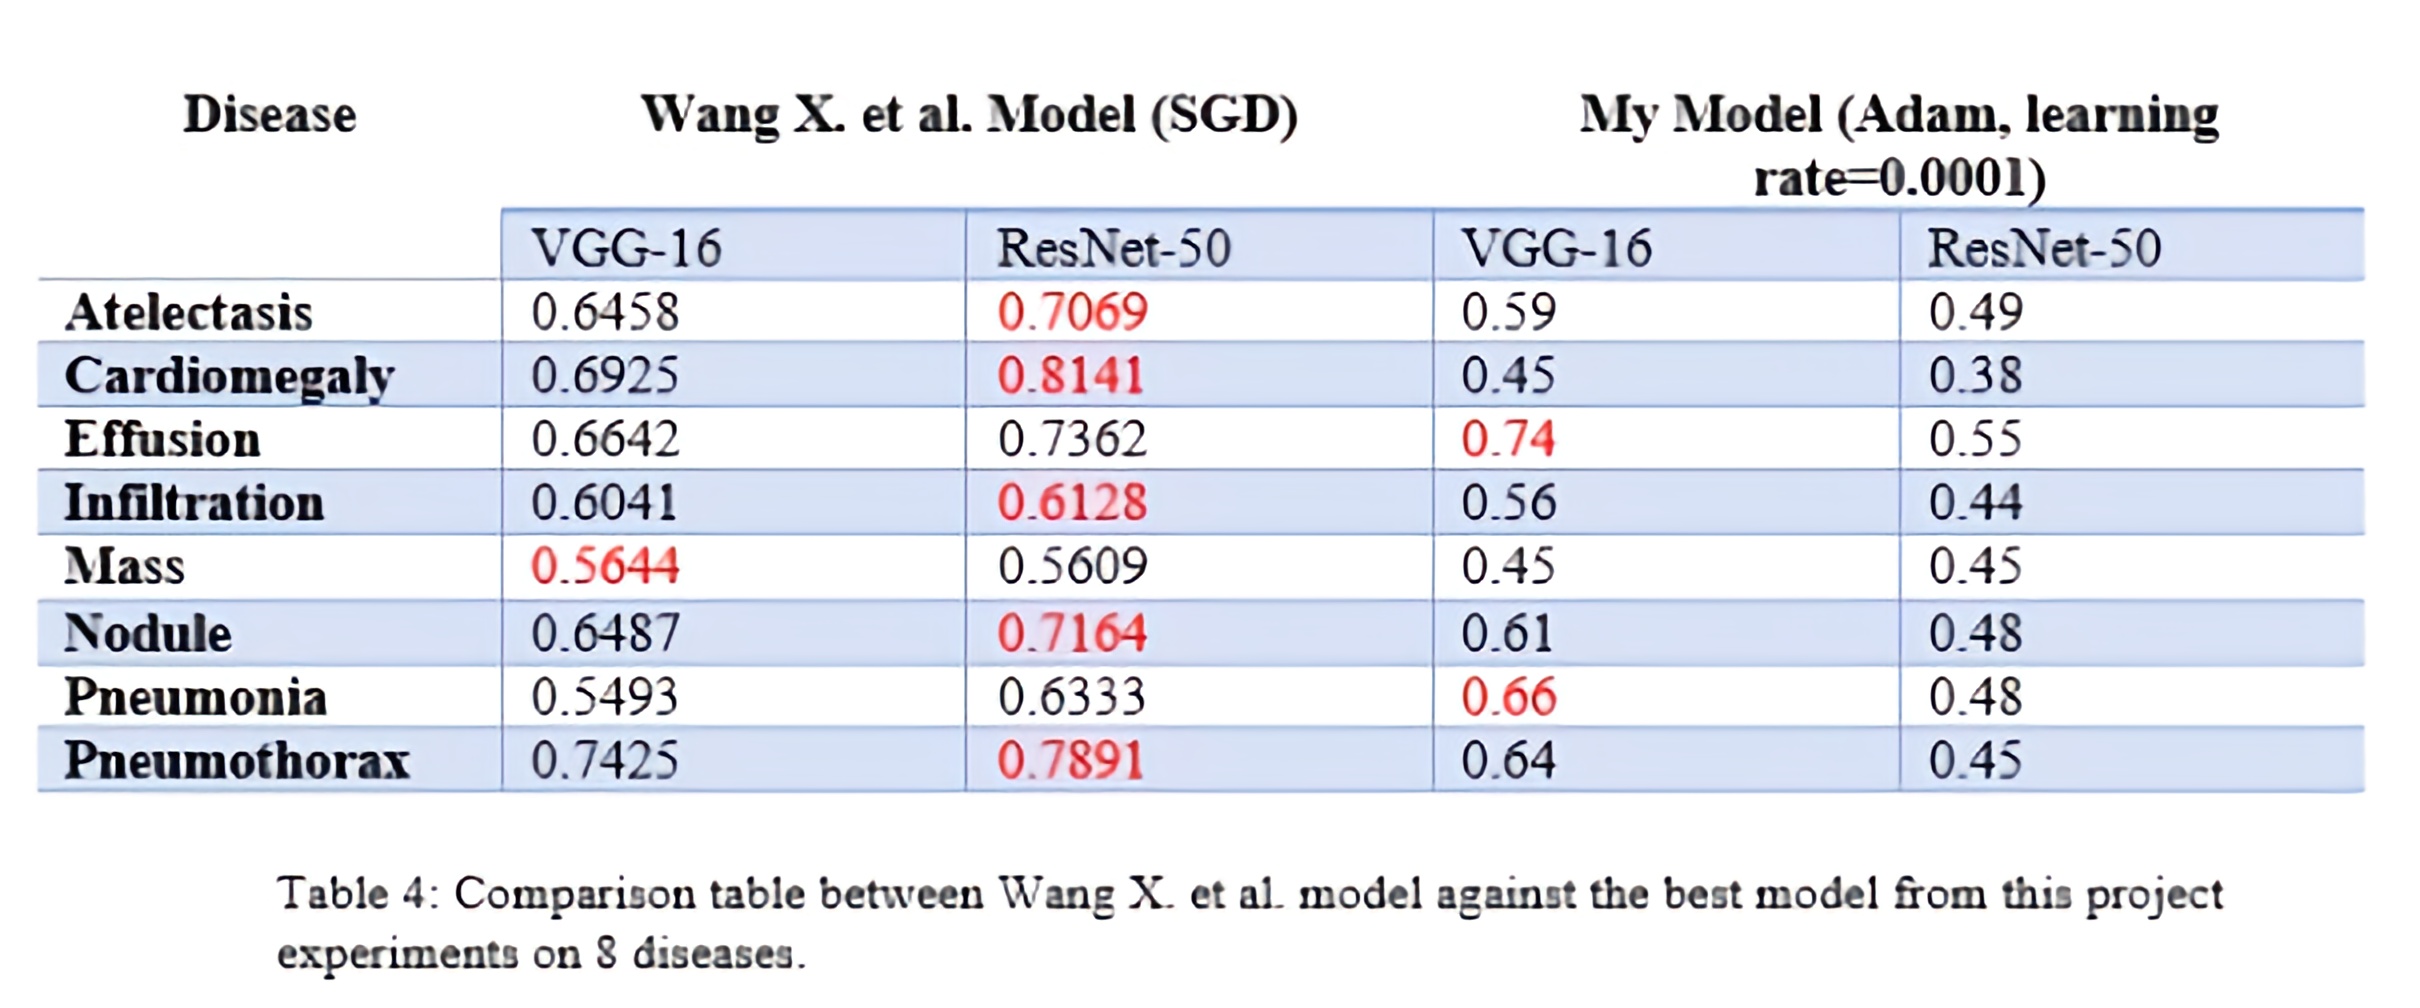 Disease Wang X. et al. Model (SGD) My Model (Adam, learning rate=0.0001)
VGG-16 ResNet-50 VGG-16 ResNet-50
Atelectasis 0.6458 0.7069 0.59 0.49
Cardiomegaly 0.6925 0.8141 0.45 0.38
Effusion 0.6642 0.7362 0.74 0.55
Infiltration 0.6041 0.6128 0.56 0.44
Mass 0.5644 0.5609 0.45 0.45
Nodule 0.6487 0.7164 0.61 0.48
Pneumonia 0.5493 0.6333 0.66 0.48
Pneumothorax 0.7425 0.7891 0.64 0.45
Table 4: Comparison table between Wang X. et al. model against the best model from this project
experiments on 8 diseases.